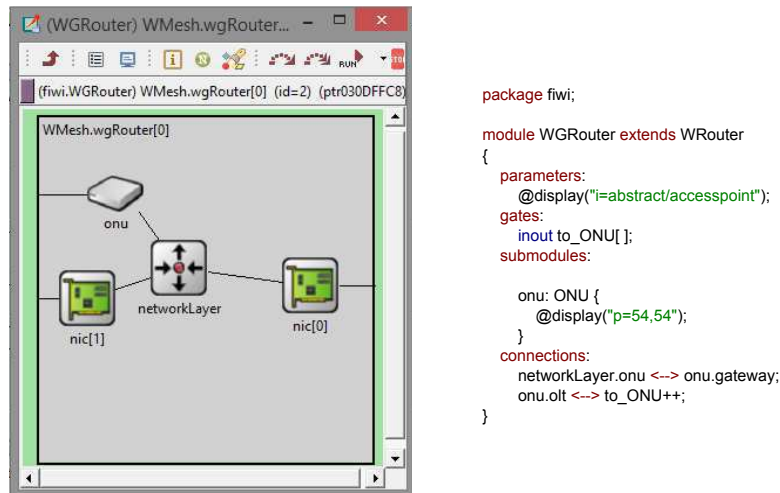 (WGRouter) WMesh.wgRouter...
RUN
STOP
(fiwi.WGRouter) WMesh.wgRouter[0] (id=2) (ptr030DFFC8)
WMesh.wgRouter[0]
onu
networkLayer
nic[1]
nic[0]
package fiwi;
module WGRouter extends WRouter
{
parameters:
@display("i=abstract/accesspoint");
gates:
inout to_ONU[ ];
submodules:
onu: ONU {
@display("p=54,54");
}
connections:
networkLayer.onu <--> onu.gateway;
onu.olt <--> to_ONU++;
}